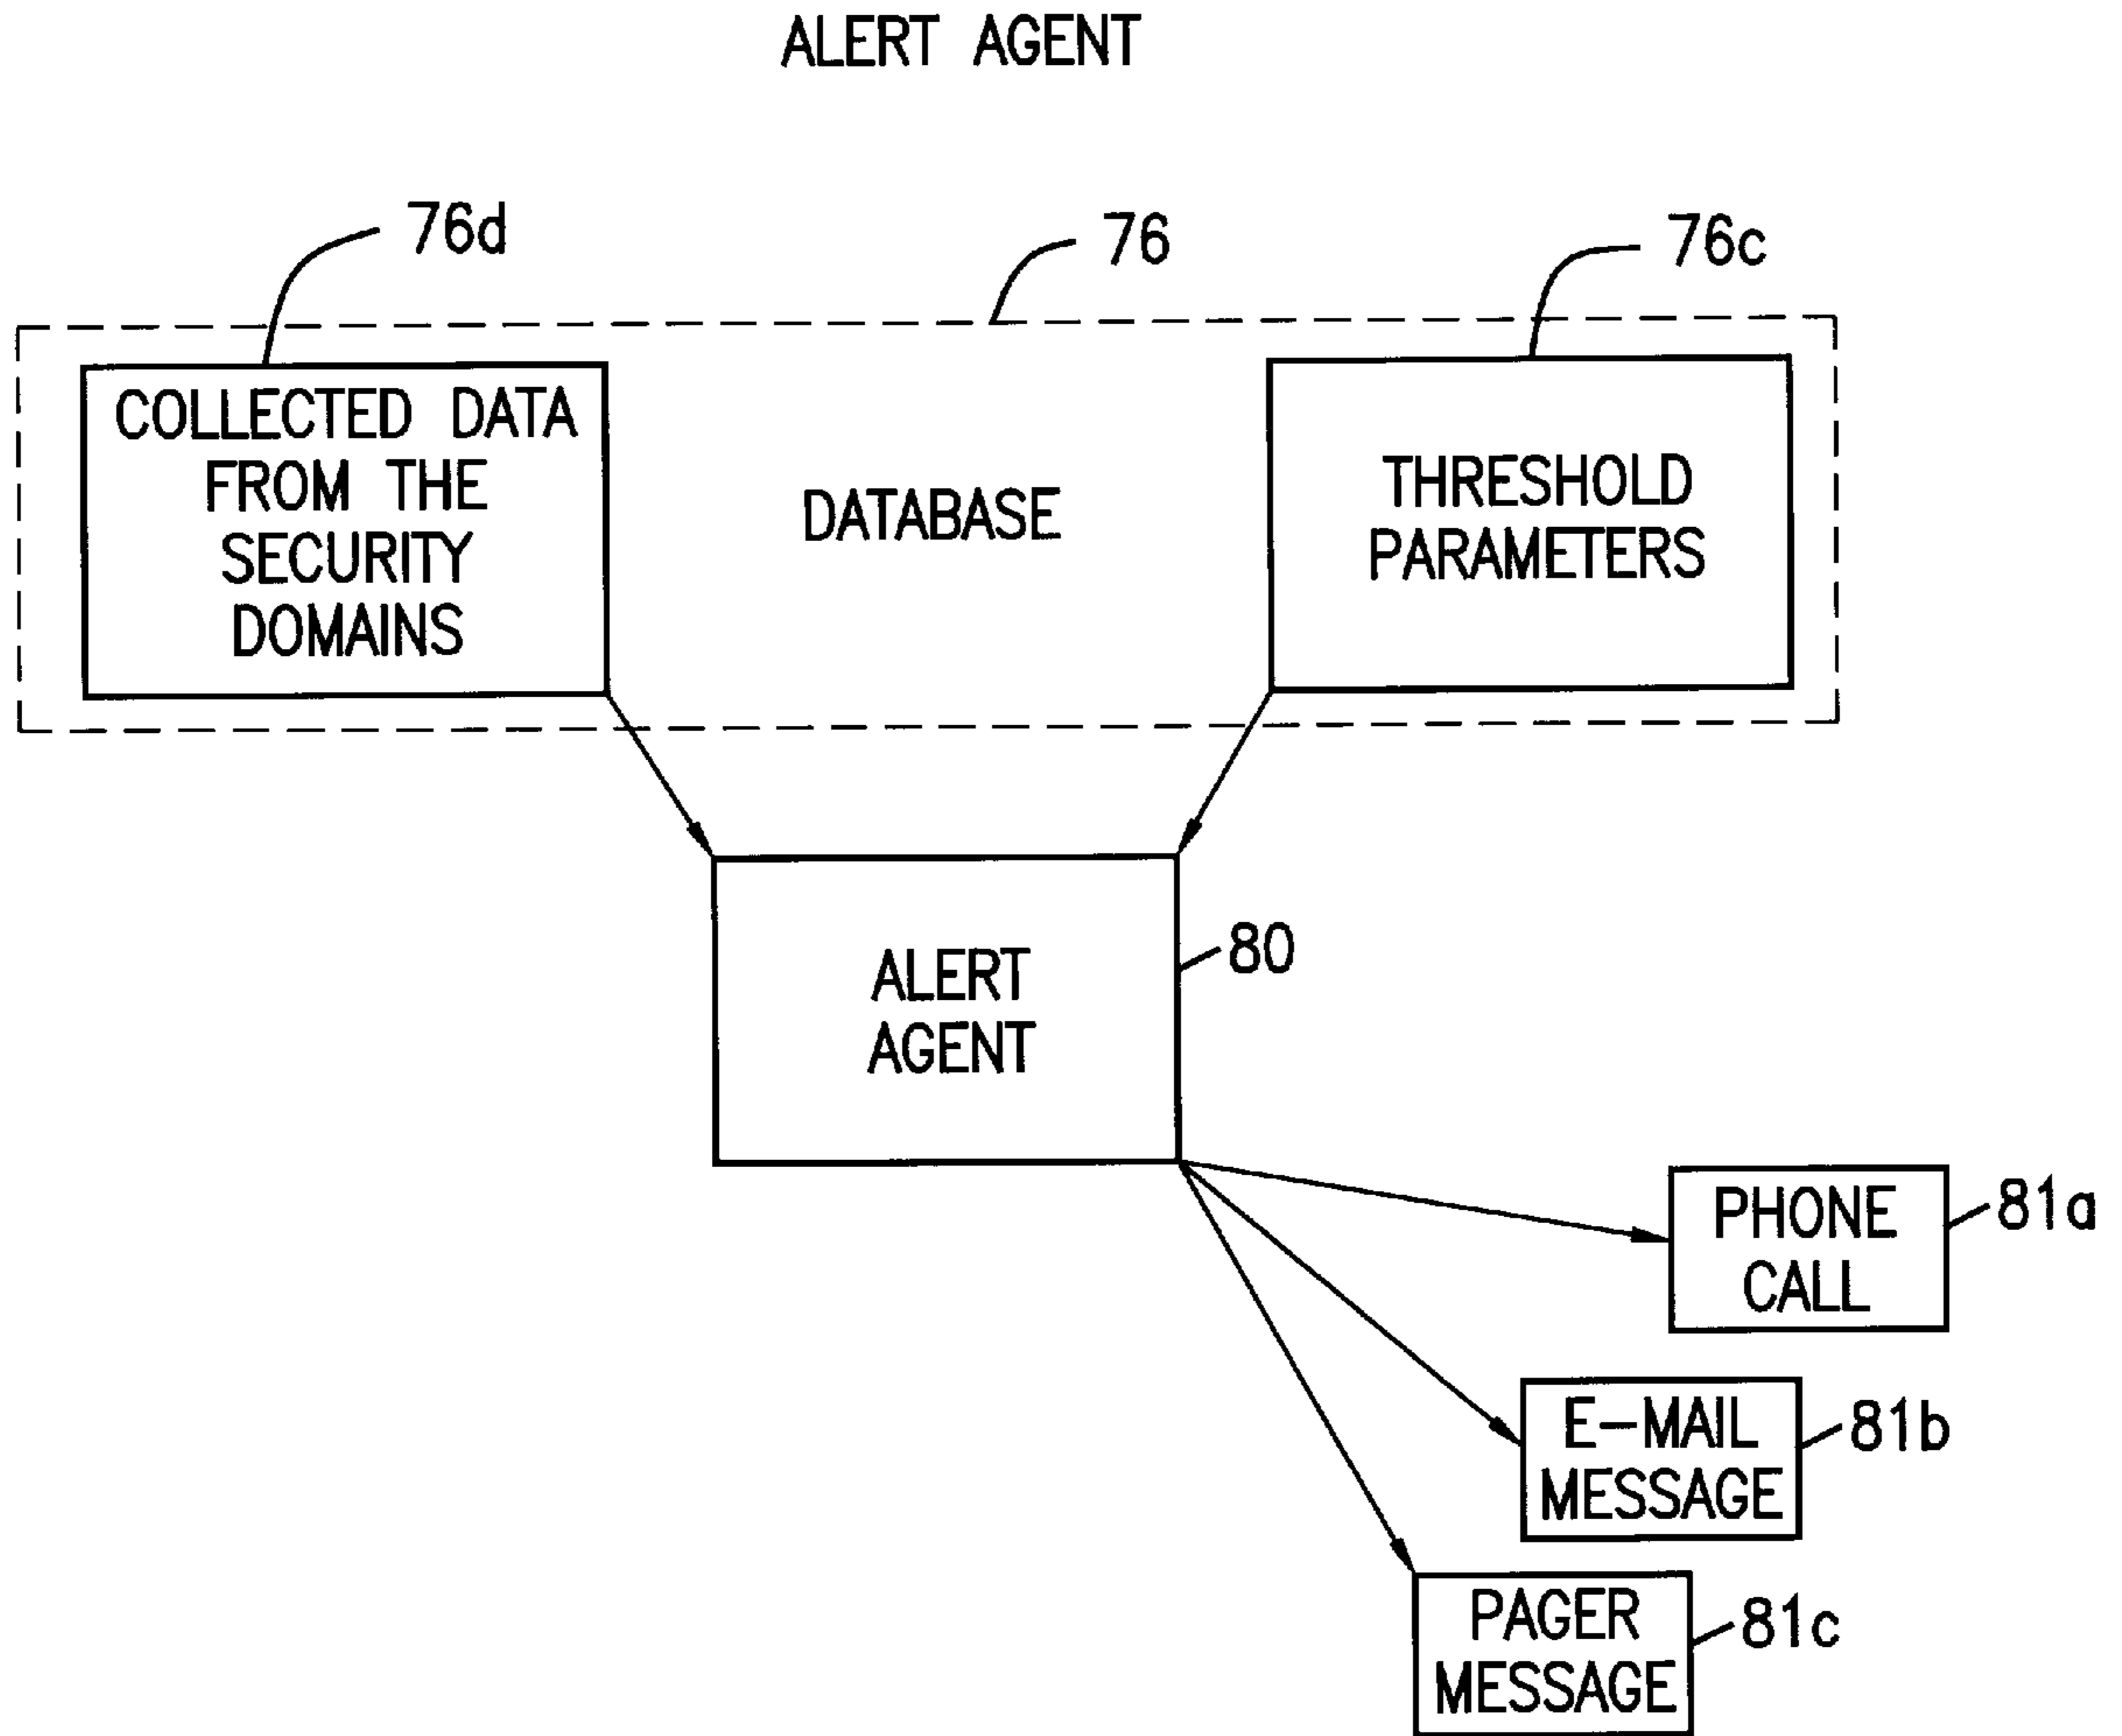 ALERT AGENT
76d
76
76c
COLLECTED DATA
FROM THE
SECURITY
DOMAINS
DATABASE
THRESHOLD
PARAMETERS
ALERT
AGENT
80
PHONE
CALL
81a
E-MAIL
MESSAGE
81b
PAGER
MESSAGE
81c